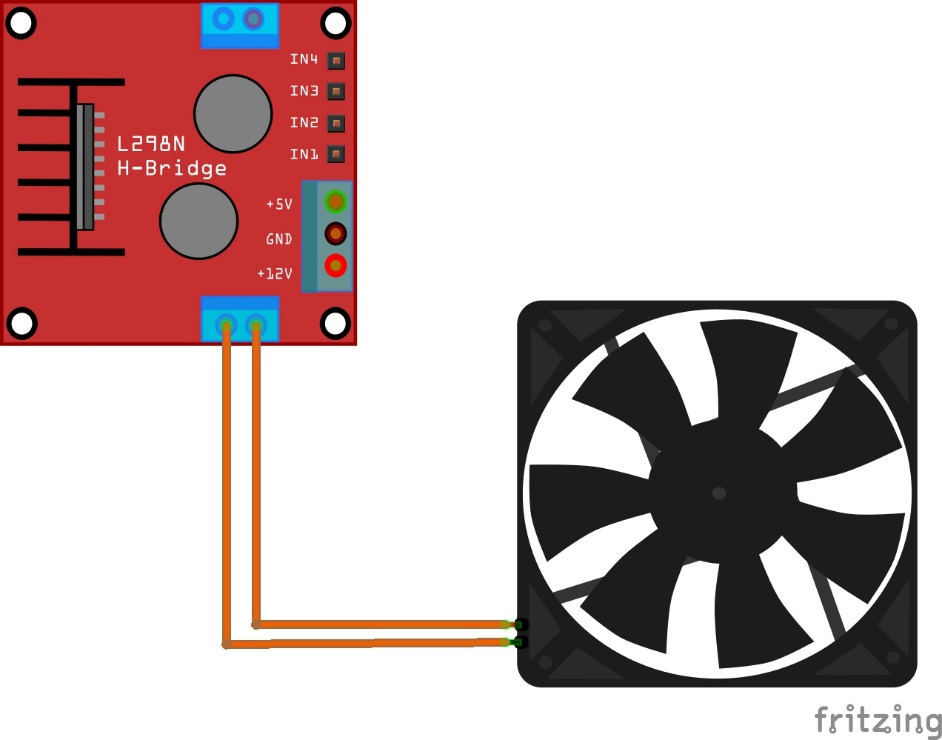 IN4
IN3
IN2
IN1
L298N
H-Bridge
+5V
GND
+12V
fritzing